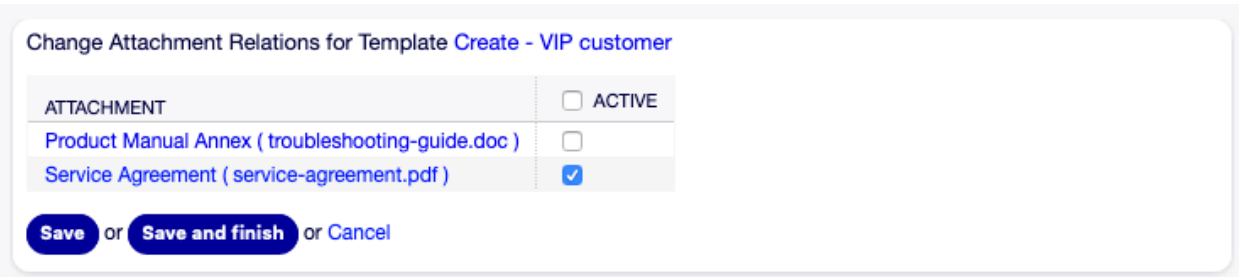 Change Attachment Relations for Template Create - VIP customer
ATTACHMENT ACTIVE
Product Manual Annex ( troubleshooting-guide.doc )
Service Agreement ( service-agreement.pdf )
Save or Save and finish or Cancel